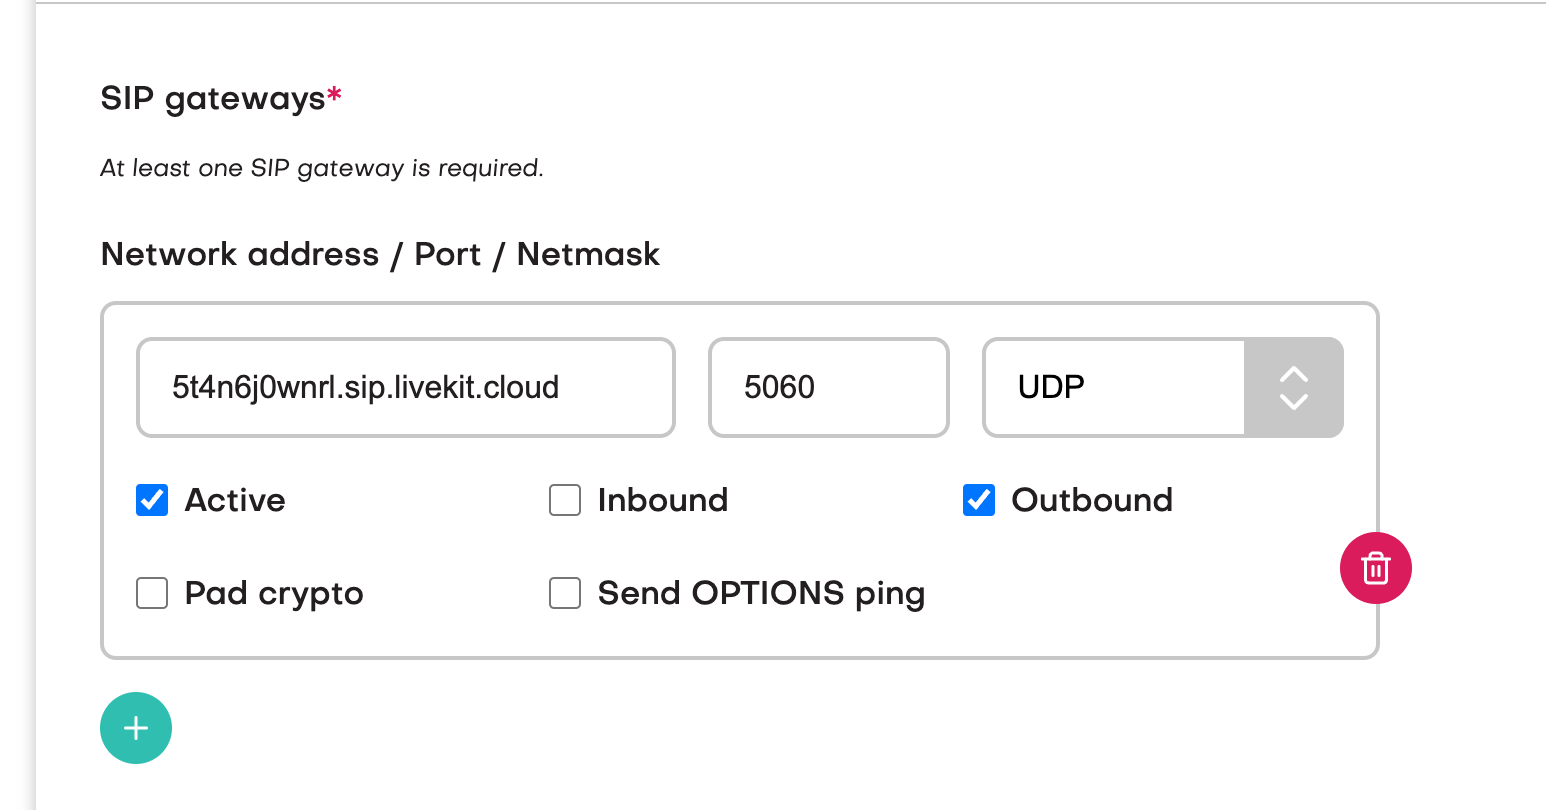 SIP gateways*
At least one SIP gateway is required.
Network address / Port / Netmask
5t4n6j0wnrl.sip.livekit.cloud 5060 UDP
Active Inbound Outbound
Pad crypto Send OPTIONS ping